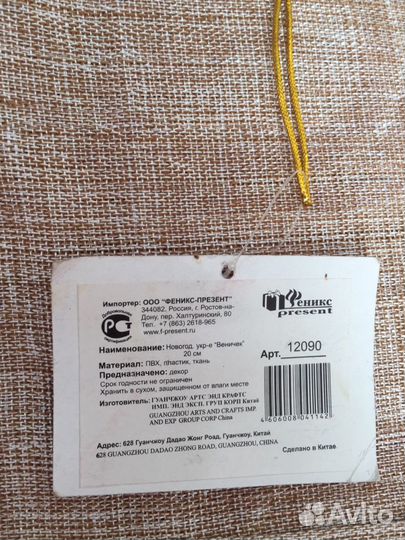 Импортер: ООО "ФЕНИКС-ПРЕЗЕНТ"
344082, Россия, г. Ростов-на-
Дону, пер. Халтуринский, 80
Тел. +7 (863) 2618-965
www.f-present.ru
Феникс
present
Наименование: Новогод. укр-е "Веничек"
20 см
Арт. 12090
Материал: ПВХ, пластик, ткань
Предназначено: декор
Срок годности не ограничен
Хранить в сухом, защищенном от влаги месте
Изготовитель: ГУАНЧЖОУ АРТС ЭНД КРАФТС
ИМП. ЭНД ЭКСП. ГРУП КОРП Китай
GUANGZHOU ARTS AND CRAFTS IMP.
AND EXP GROUP CORP China
4 606008 041142
Адрес: 628 Гуанчжоу Дадао Жонг Роад, Гуанчжоу, Китай
628 GUANGZHOU DADAO ZHONG ROAD, GUANGZHOU, CHINA
Сделано в Китае
Avito